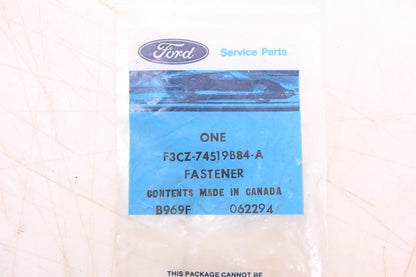 Ford Service Parts
ONE
F3CZ-74519B84-A
FASTENER
CONTENTS MADE IN CANADA
B969F 062294
THIS PACKAGE CANNOT BE